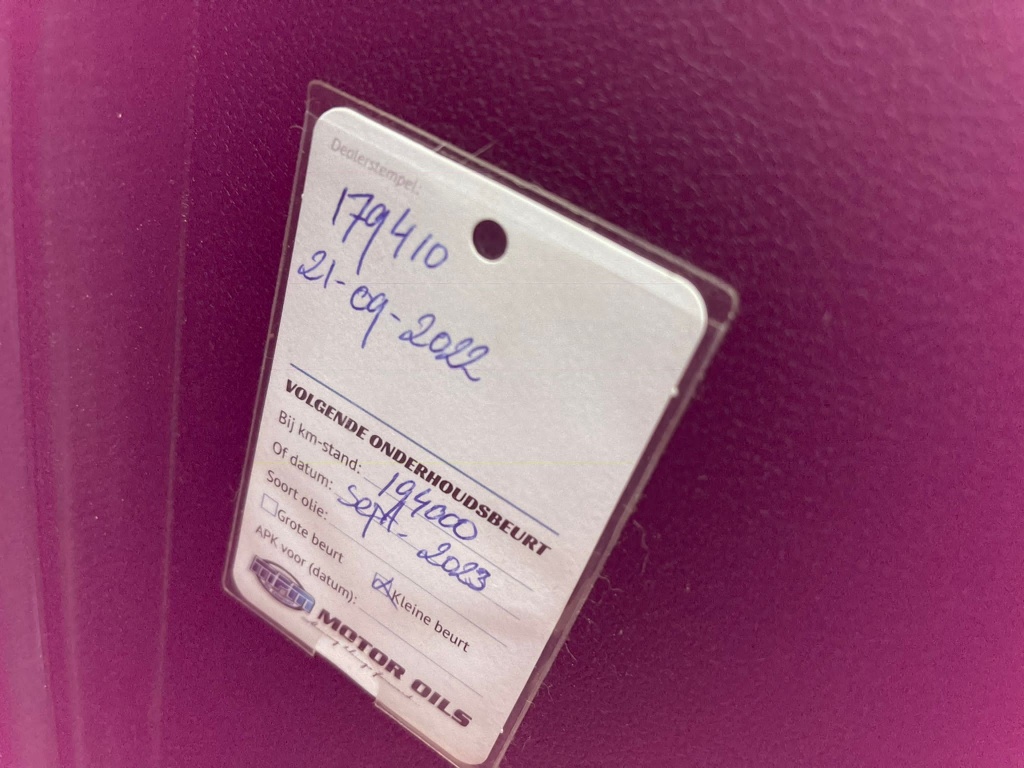 Dealerstempel:
179410
21-09-2022
VOLGENDE ONDERHOUDSBEURT
Bij km-stand: 194000
Of datum: Sept. 2023
Soort olie:
Grote beurt Kleine beurt
APK voor (datum):
MOTOR OILS